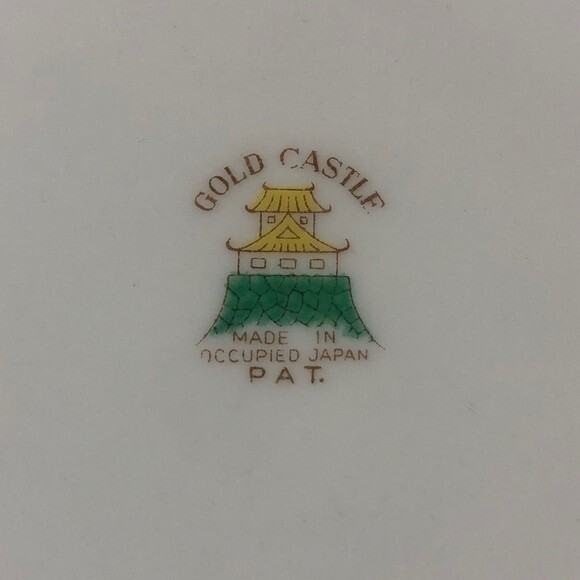 GOLD CASTLE
MADE IN
OCCUPIED JAPAN
PAT.